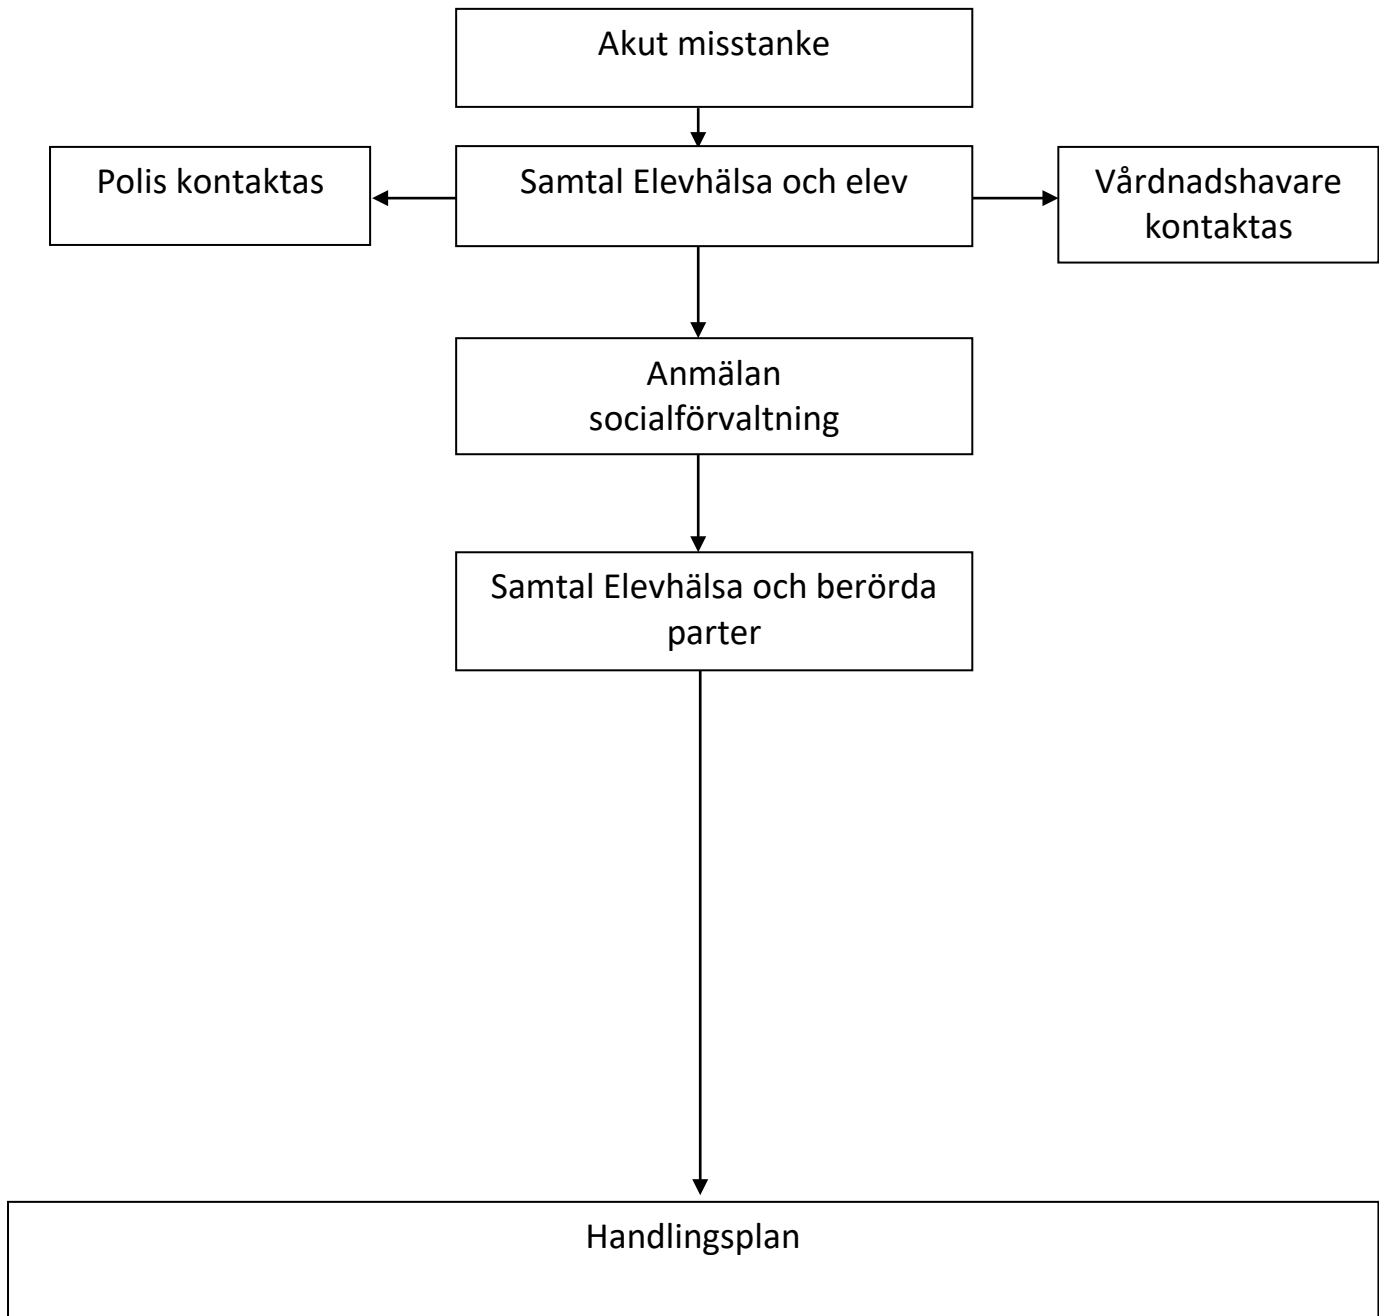 Akut misstanke
Polis kontaktas
Samtal Elevhälsa och elev
Vårdnadshavare
kontaktas
Anmälan
socialförvaltning
Samtal Elevhälsa och berörda
parter
Handlingsplan